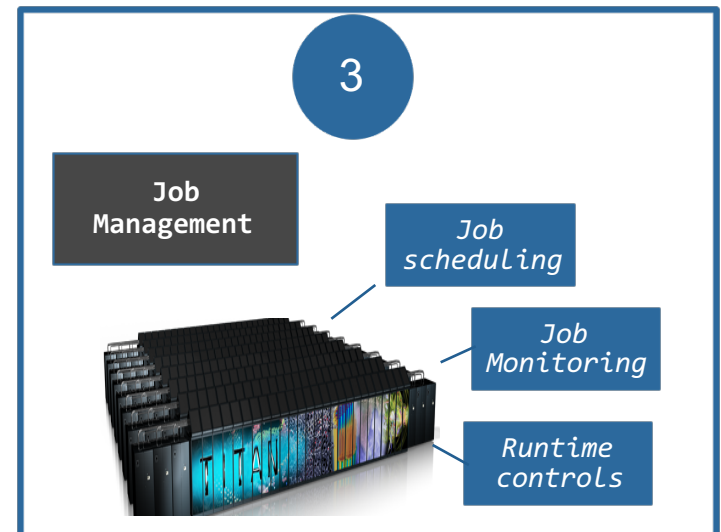 3
Job
Management
Job
scheduling
Job
Monitoring
TITAN
Runtime
controls